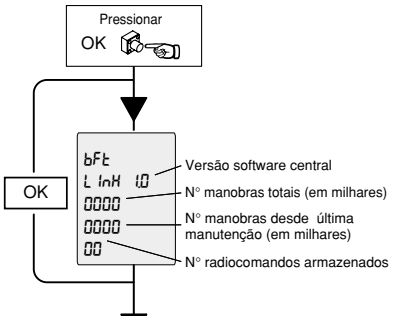 Pressionar
OK
bFt
L InH 1.0
0000
0000
00
OK
Versão software central
N° manobras totais (em milhares)
N° manobras desde última
manutenção (em milhares)
N° radiocomandos armazenados